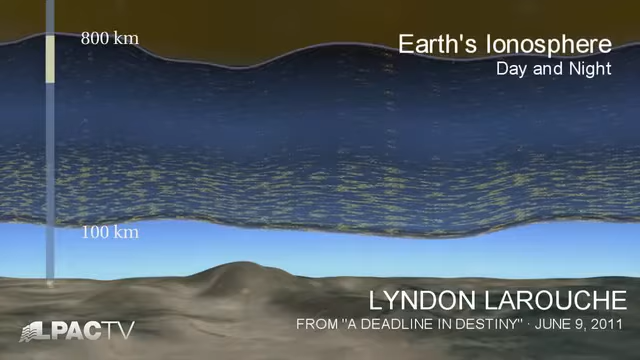 800 km
Earth's Ionosphere
Day and Night
100 km
LYNDON LAROUCHE
FROM "A DEADLINE IN DESTINY" · JUNE 9, 2011
LPACTV